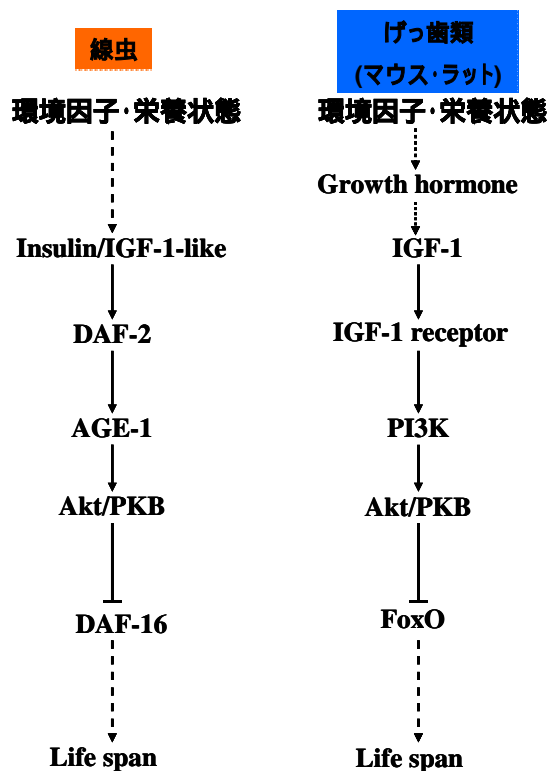 線虫
環境因子･栄養状態
Insulin/IGF-1-like
DAF-2
AGE-1
Akt/PKB
DAF-16
Life span
げっ歯類
(マウス･ラット)
環境因子･栄養状態
Growth hormone
IGF-1
IGF-1 receptor
PI3K
Akt/PKB
FoxO
Life span